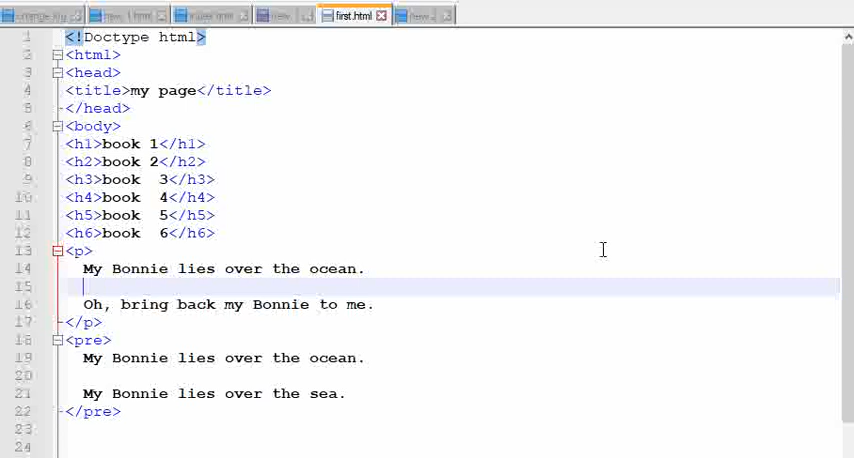 first.html
1 <!Doctype html>
2 <html>
3 <head>
4 <title>my page</title>
5 </head>
6 <body>
7 <h1>book 1</h1>
8 <h2>book 2</h2>
9 <h3>book  3</h3>
10 <h4>book  4</h4>
11 <h5>book  5</h5>
12 <h6>book  6</h6>
13 <p>
14 My Bonnie lies over the ocean.
15
16 Oh, bring back my Bonnie to me.
17 </p>
18 <pre>
19 My Bonnie lies over the ocean.
20
21 My Bonnie lies over the sea.
22 </pre>
23
24